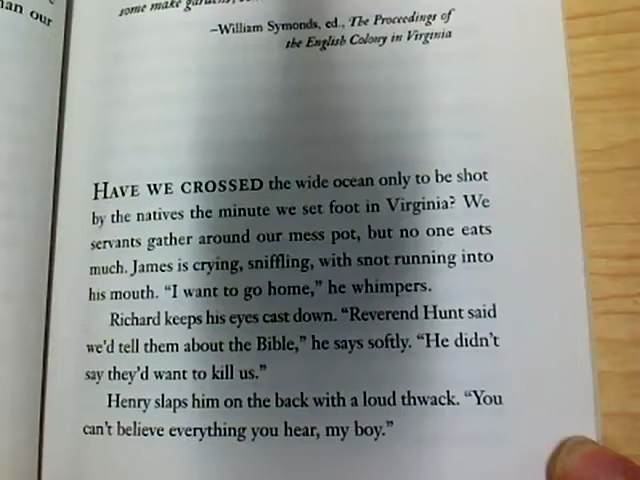 an our
some make
–William Symonds, ed., The Proceedings of
the English Colony in Virginia
HAVE WE CROSSED the wide ocean only to be shot
by the natives the minute we set foot in Virginia? We
servants gather around our mess pot, but no one eats
much. James is crying, sniffling, with snot running into
his mouth. “I want to go home,” he whimpers.
Richard keeps his eyes cast down. “Reverend Hunt said
we’d tell them about the Bible,” he says softly. “He didn’t
say they’d want to kill us.”
Henry slaps him on the back with a loud thwack. “You
can’t believe everything you hear, my boy.”